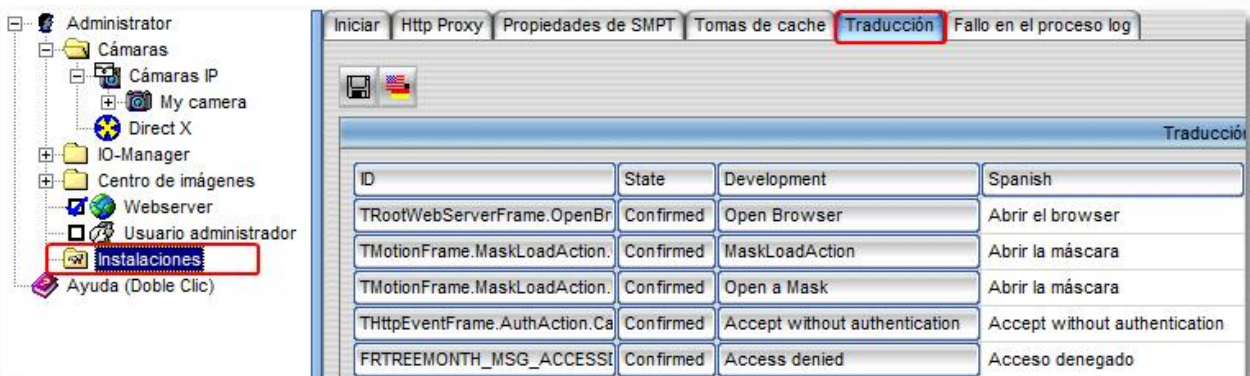 Administrator
Cámaras
Cámaras IP
My camera
Direct X
IO-Manager
Centro de imágenes
Webserver
Usuario administrador
Instalaciones
Ayuda (Doble Clic)
Iniciar Http Proxy Propiedades de SMPT Tomas de cache Traducción Fallo en el proceso log
Traducción
ID State Development Spanish
TRootWebServerFrame.OpenBr Confirmed Open Browser Abrir el browser
TMotionFrame.MaskLoadAction. Confirmed MaskLoadAction Abrir la máscara
TMotionFrame.MaskLoadAction. Confirmed Open a Mask Abrir la máscara
THttpEventFrame.AuthAction.Ca Confirmed Accept without authentication Accept without authentication
FRTREEMONTH_MSG_ACCESSD Confirmed Access denied Acceso denegado